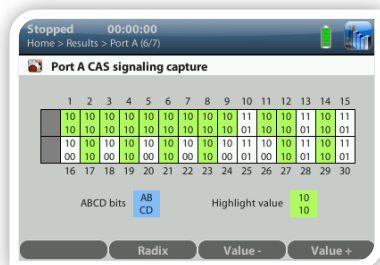 Stopped 00:00:00
Home > Results > Port A (6/7)
Port A CAS signaling capture
1 2 3 4 5 6 7 8 9 10 11 12 13 14 15
10 10 10 10 10 10 10 10 10 11 10 10 11 10 11
10 10 10 10 10 10 10 10 10 01 10 10 01 10 01
10 10 10 10 10 10 10 10 10 11 11 10 11 10 11
00 10 00 10 00 10 00 10 00 01 01 10 01 10 01
16 17 18 19 20 21 22 23 24 25 26 27 28 29 30
ABCD bits AB Highlight value 10
CD 10
Radix Value - Value +